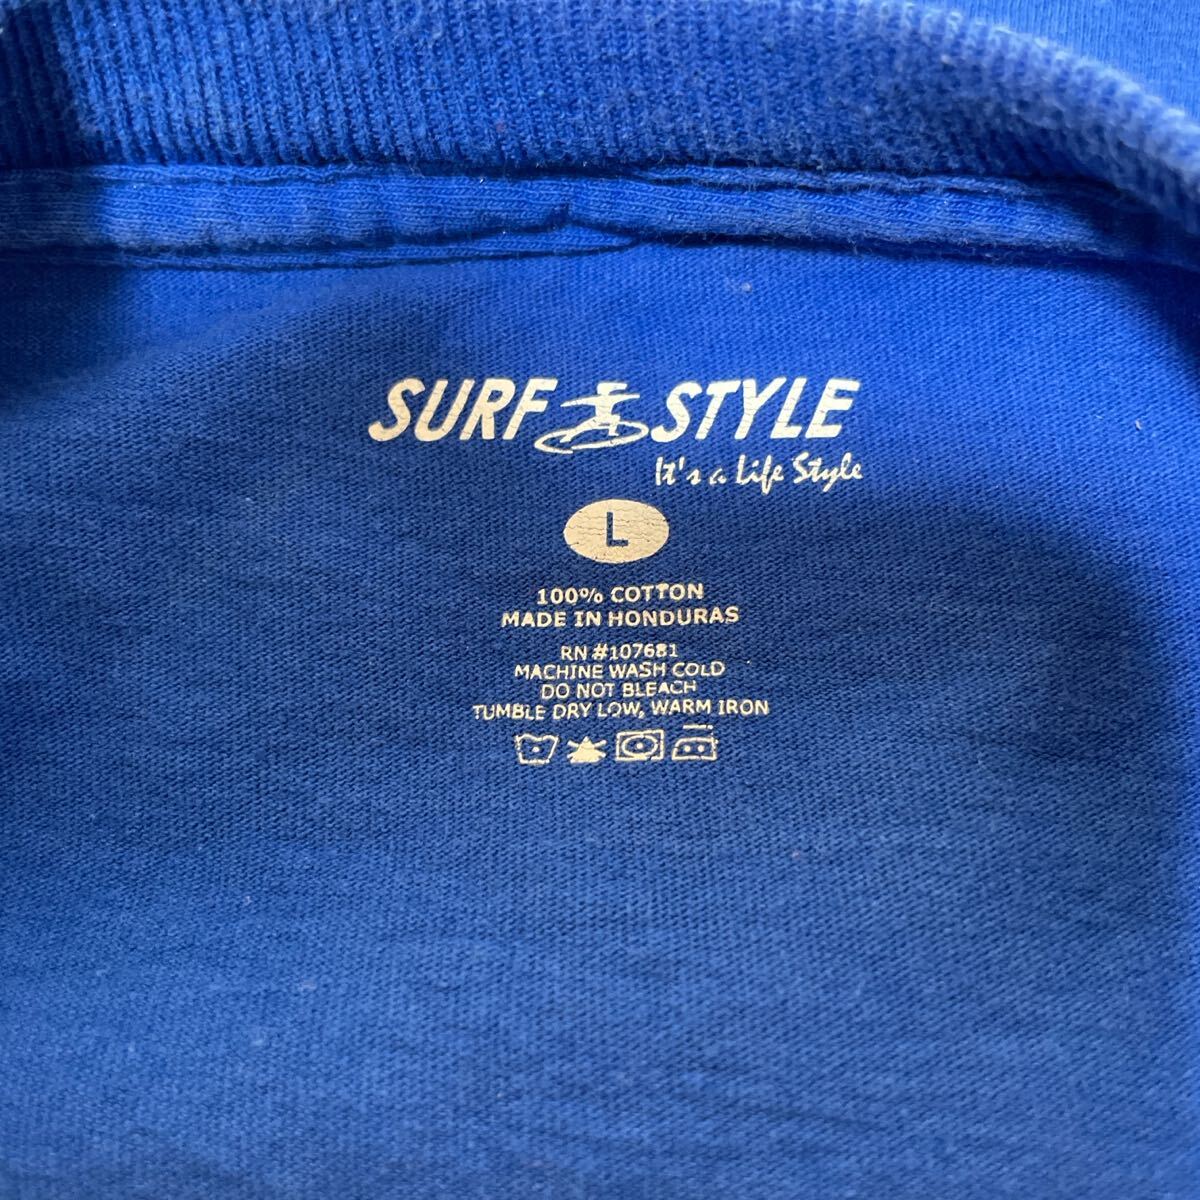 SURF STYLE
It's a Life Style
L
100% COTTON
MADE IN HONDURAS
RN #107681
MACHINE WASH COLD
DO NOT BLEACH
TUMBLE DRY LOW, WARM IRON